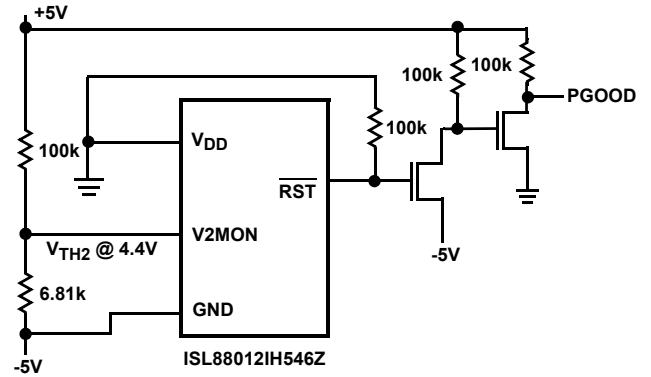 +5V
100k
100k
PGOOD
100k
100k
VDD
RST
V2MON
VTH2 @ 4.4V
-5V
6.81k
GND
-5V
ISL88012IH546Z